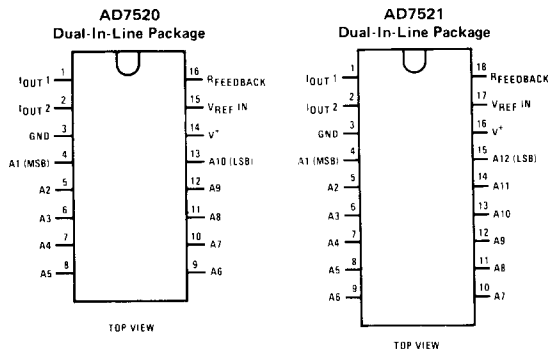 AD7520
Dual-In-Line Package
IOUT 1 1
IOUT 2 2
GND 3
A1 (MSB) 4
A2 5
A3 6
A4 7
A5 8
16 RFEEDBACK
15 VREF IN
14 V+
13 A10 (LSB)
12 A9
11 A8
10 A7
9 A6
TOP VIEW
AD7521
Dual-In-Line Package
IOUT 1 1
IOUT 2 2
GND 3
A1 (MSB) 4
A2 5
A3 6
A4 7
A5 8
A6 9
18 RFEEDBACK
17 VREF IN
16 V+
15 A12 (LSB)
14 A11
13 A10
12 A9
11 A8
10 A7
TOP VIEW